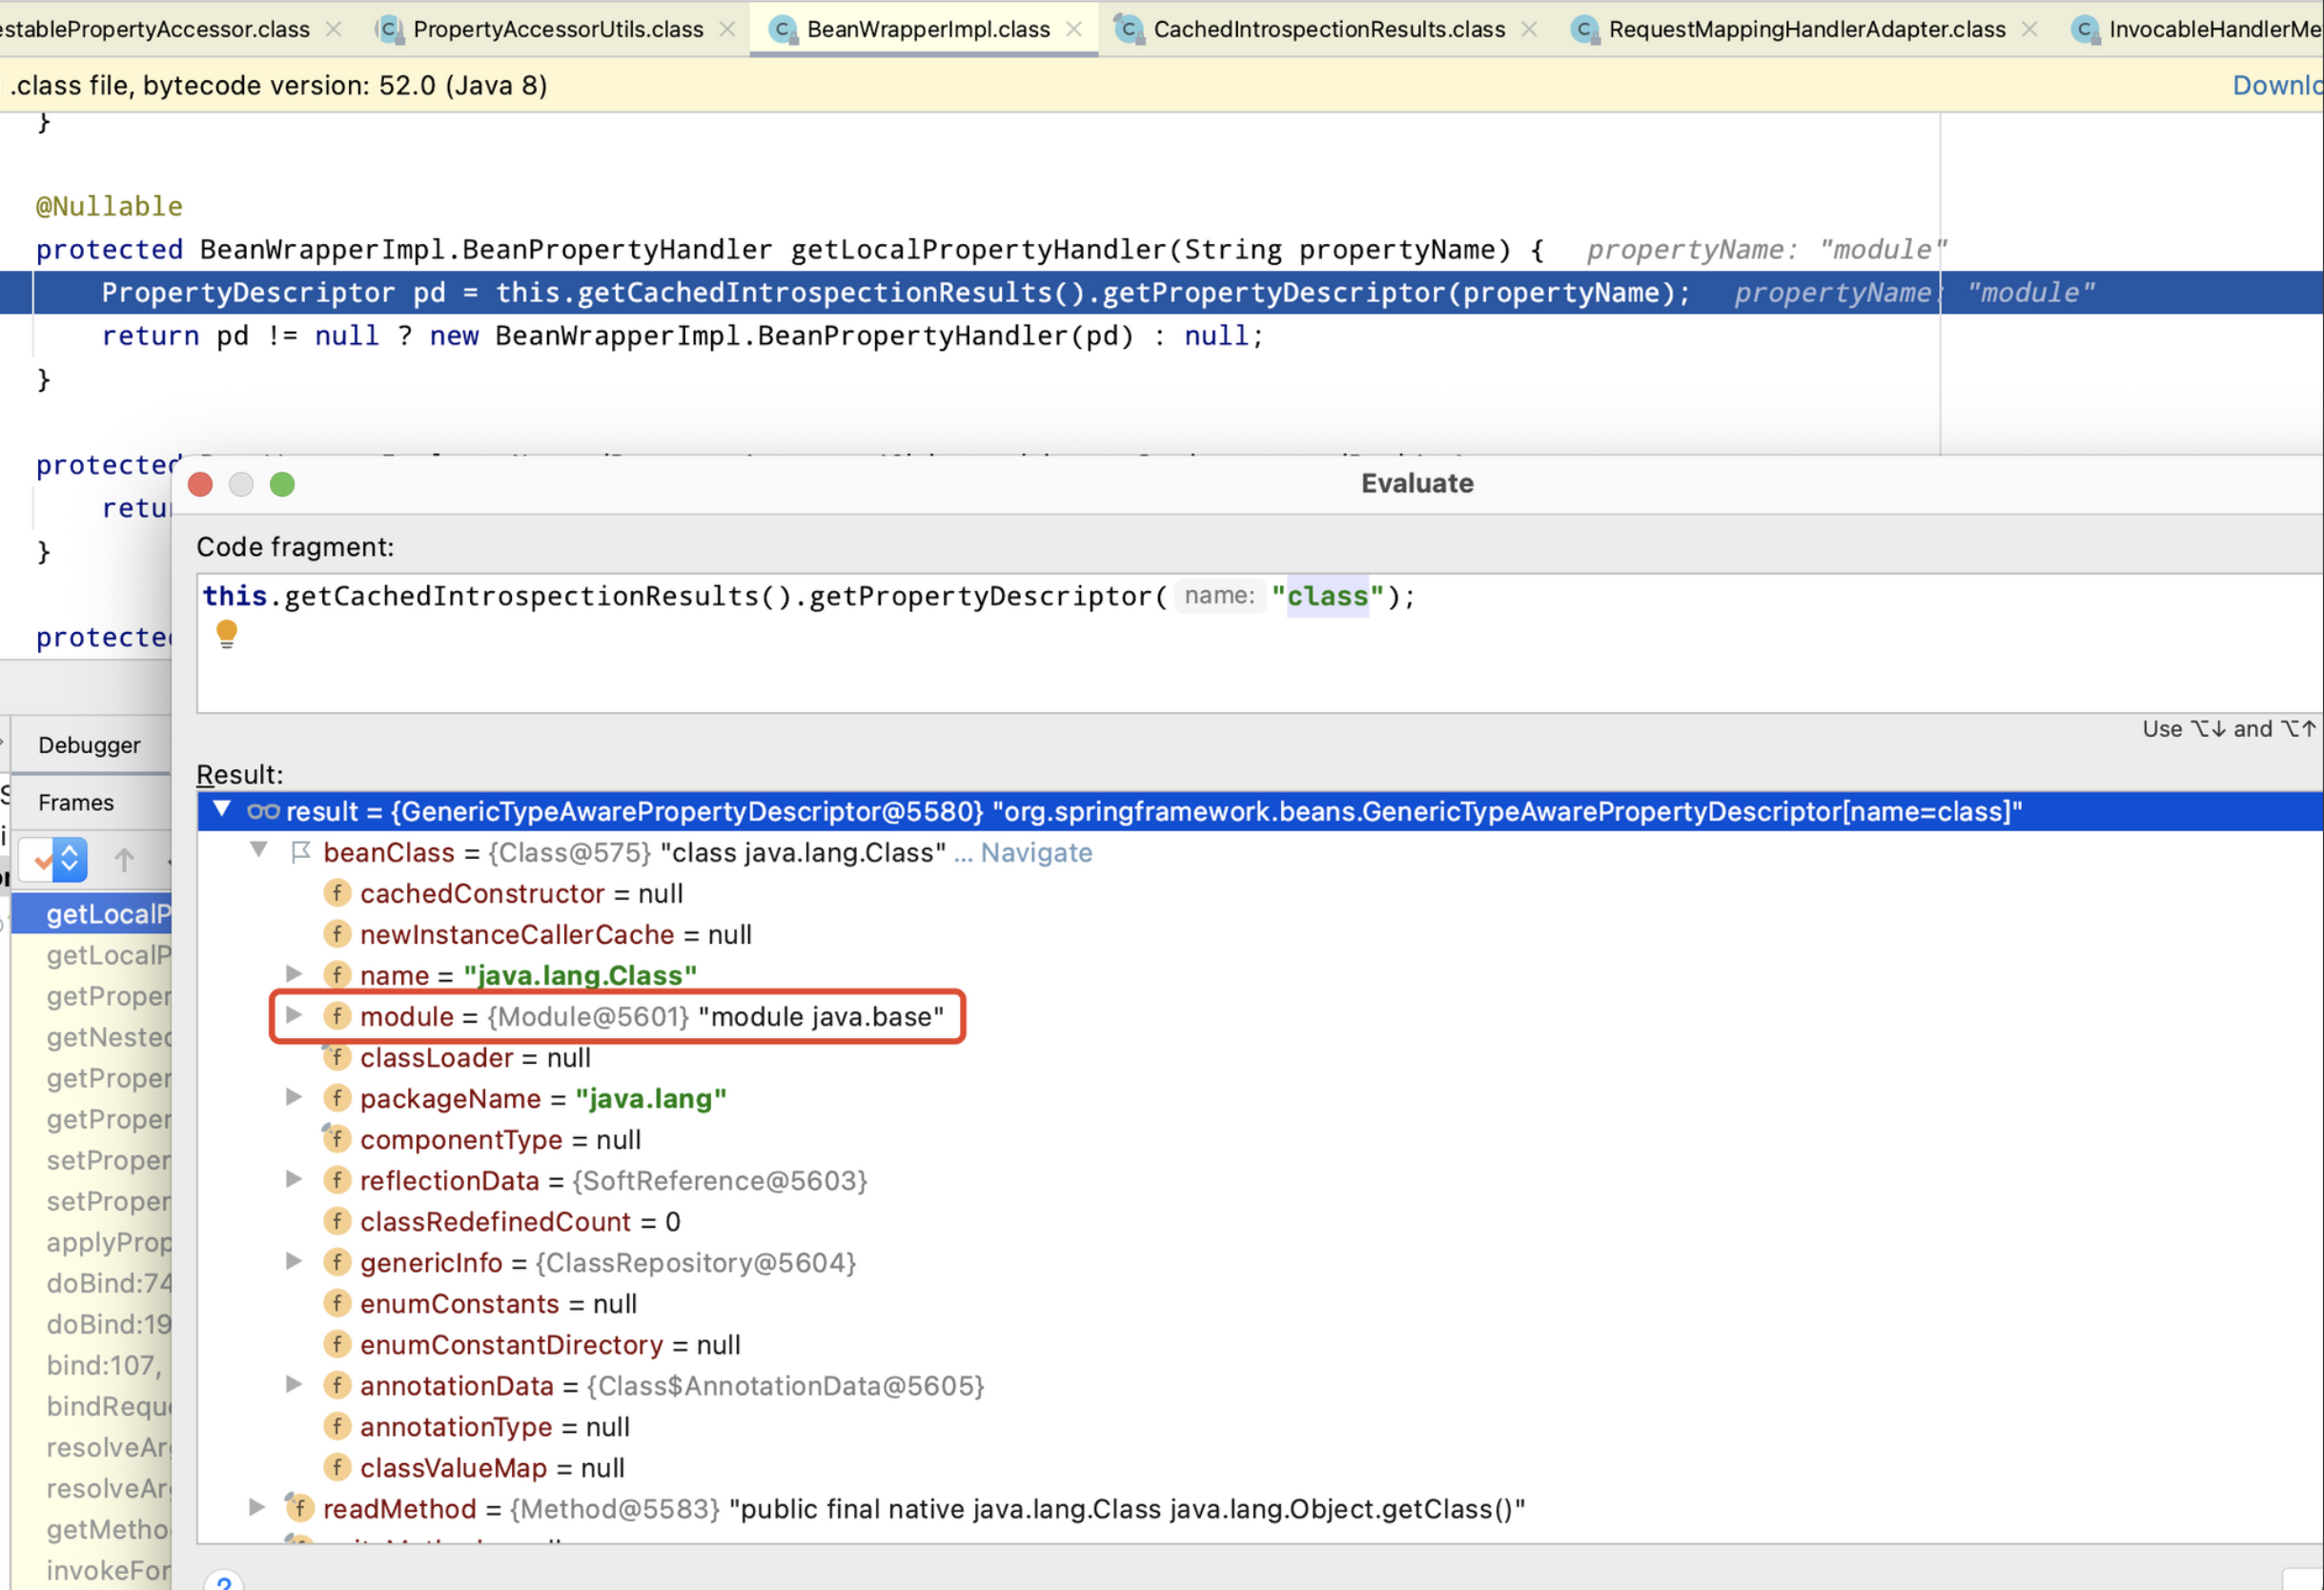 stablePropertyAccessor.class PropertyAccessorUtils.class BeanWrapperImpl.class CachedIntrospectionResults.class RequestMappingHandlerAdapter.class InvocableHandlerMe
.class file, bytecode version: 52.0 (Java 8) Downlo
}
@Nullable
protected BeanWrapperImpl.BeanPropertyHandler getLocalPropertyHandler(String propertyName) { propertyName: "module"
PropertyDescriptor pd = this.getCachedIntrospectionResults().getPropertyDescriptor(propertyName); propertyName: "module"
return pd != null ? new BeanWrapperImpl.BeanPropertyHandler(pd) : null;
}
protected
retur
}
protected
Evaluate
Code fragment:
this.getCachedIntrospectionResults().getPropertyDescriptor( name: "class");
Use ⌥↓ and ⌥↑
Debugger
Result:
Frames
result = {GenericTypeAwarePropertyDescriptor@5580} "org.springframework.beans.GenericTypeAwarePropertyDescriptor[name=class]"
beanClass = {Class@575} "class java.lang.Class" ... Navigate
cachedConstructor = null
newInstanceCallerCache = null
name = "java.lang.Class"
module = {Module@5601} "module java.base"
classLoader = null
packageName = "java.lang"
componentType = null
reflectionData = {SoftReference@5603}
classRedefinedCount = 0
genericInfo = {ClassRepository@5604}
enumConstants = null
enumConstantDirectory = null
annotationData = {Class$AnnotationData@5605}
annotationType = null
classValueMap = null
readMethod = {Method@5583} "public final native java.lang.Class java.lang.Object.getClass()"
getLocalP
getLocalP
getProper
getNested
getProper
getProper
setProper
setProper
applyProp
doBind:74
doBind:19
bind:107,
bindReque
resolveArg
resolveArg
getMetho
invokeFor
?